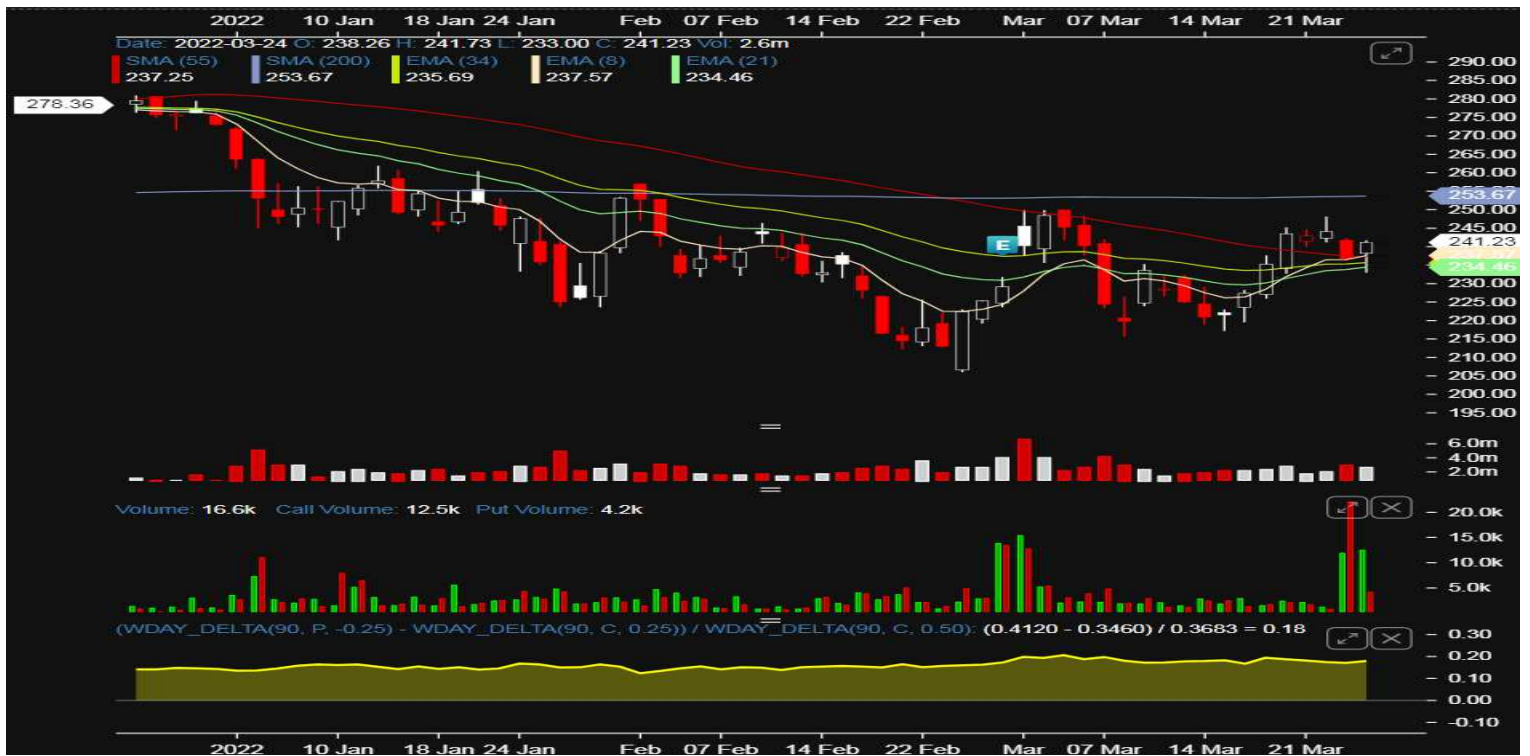 2022 10 Jan 18 Jan 24 Jan Feb 07 Feb 14 Feb 22 Feb Mar 07 Mar 14 Mar 21 Mar
Date: 2022-03-24 O: 238.26 H: 241.73 L: 233.00 C: 241.23 Vol: 2.6m
SMA (55) SMA (200) EMA (34) EMA (8) EMA (21)
237.25 253.67 235.69 237.57 234.46
290.00
285.00
280.00
278.36
275.00
270.00
265.00
260.00
253.67
250.00
E
241.23
234.46
230.00
225.00
220.00
215.00
210.00
205.00
200.00
195.00
6.0m
4.0m
2.0m
Volume: 16.6k Call Volume: 12.5k Put Volume: 4.2k
20.0k
15.0k
10.0k
5.0k
(WDAY_DELTA(90, P, -0.25) - WDAY_DELTA(90, C, 0.25)) / WDAY_DELTA(90, C, 0.50): (0.4120 - 0.3460) / 0.3683 = 0.18
0.30
0.20
0.10
0.00
-0.10
2022 10 Jan 18 Jan 24 Jan Feb 07 Feb 14 Feb 22 Feb Mar 07 Mar 14 Mar 21 Mar